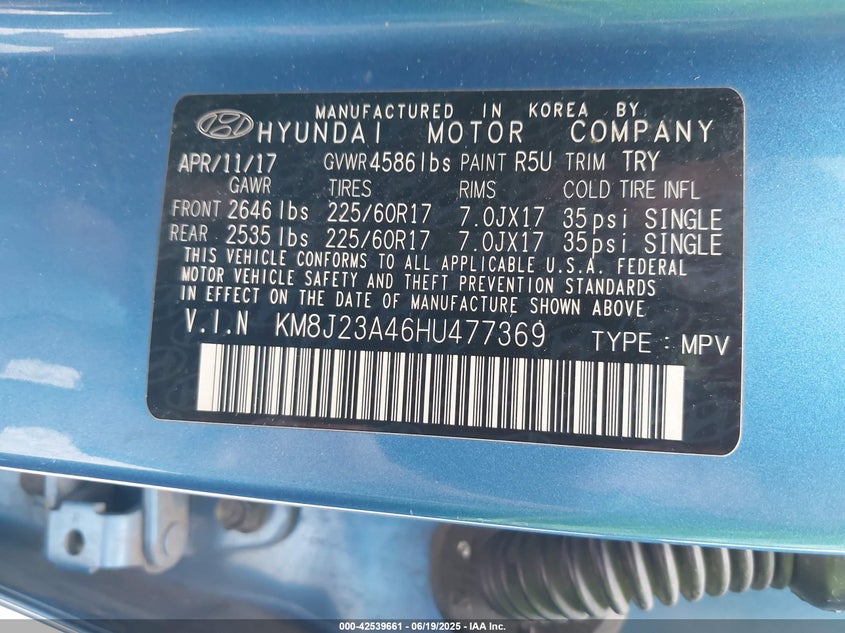 MANUFACTURED IN KOREA BY
HYUNDAI MOTOR COMPANY
APR/11/17 GVWR 4586 lbs PAINT R5U TRIM TRY
GAWR TIRES RIMS COLD TIRE INFL
FRONT 2646 lbs 225/60R17 7.0JX17 35psi SINGLE
REAR 2535 lbs 225/60R17 7.0JX17 35psi SINGLE
THIS VEHICLE CONFORMS TO ALL APPLICABLE U.S.A. FEDERAL
MOTOR VEHICLE SAFETY AND THEFT PREVENTION STANDARDS
IN EFFECT ON THE DATE OF MANUFACTURE SHOWN ABOVE
V.I.N KM8J23A46HU477369 TYPE : MPV
000-42539661 - 06/19/2025 - IAA Inc.